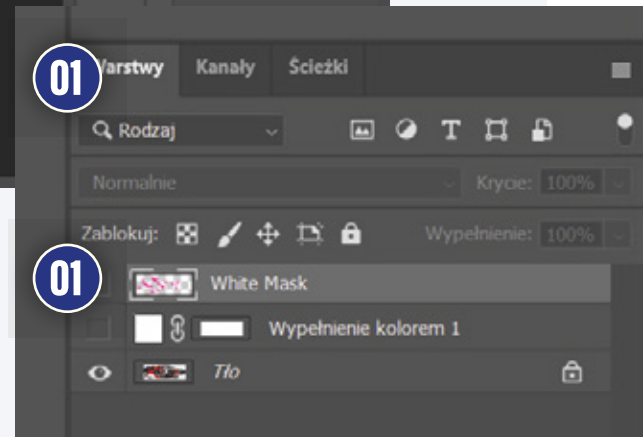 01 Warstwy Kanały Ścieżki
Rodzaj
Normalnie Krycie: 100%
Zablokuj: Wypełnienie: 100%
01 White Mask
Wypełnienie kolorem 1
Tło